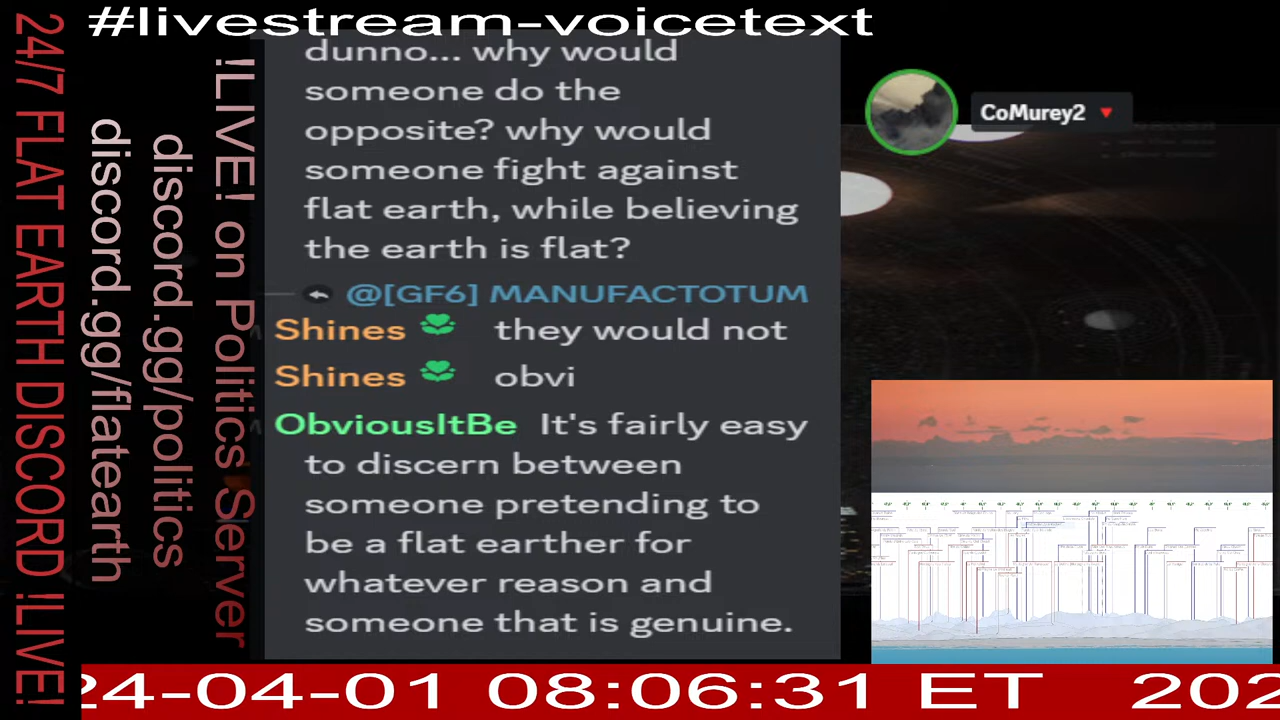 #livestream-voicetext
24/7 FLAT EARTH DISCORD !LIVE!
discord.gg/flatearth
discord.gg/politics
!LIVE! on Politics Server
dunno... why would
someone do the
opposite? why would
someone fight against
flat earth, while believing
the earth is flat?
@[GF6] MANUFACTOTUM
Shines they would not
Shines obvi
ObviousItBe It's fairly easy
to discern between
someone pretending to
be a flat earther for
whatever reason and
someone that is genuine.
CoMurey2
24-04-01 08:06:31 ET 202